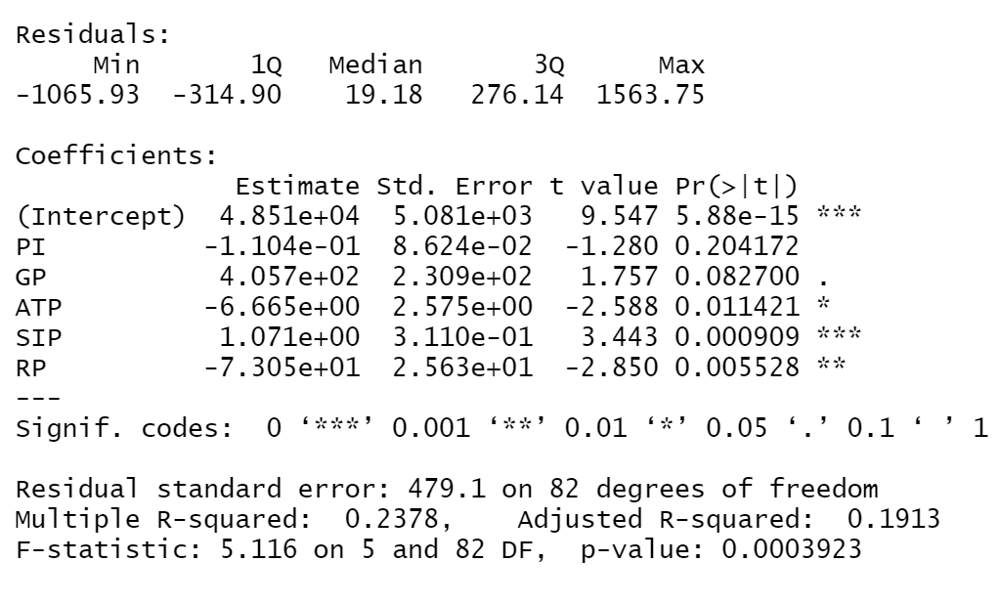 Residuals:
     Min       1Q   Median       3Q      Max
-1065.93  -314.90    19.18   276.14  1563.75
Coefficients:
              Estimate Std. Error t value Pr(>|t|)
(Intercept)  4.851e+04  5.081e+03   9.547 5.88e-15 ***
PI          -1.104e-01  8.624e-02  -1.280 0.204172
GP           4.057e+02  2.309e+02   1.757 0.082700 .
ATP         -6.665e+00  2.575e+00  -2.588 0.011421 *
SIP          1.071e+00  3.110e-01   3.443 0.000909 ***
RP          -7.305e+01  2.563e+01  -2.850 0.005528 **
---
Signif. codes:  0 ‘***’ 0.001 ‘**’ 0.01 ‘*’ 0.05 ‘.’ 0.1 ‘ ’ 1
Residual standard error: 479.1 on 82 degrees of freedom
Multiple R-squared:  0.2378,    Adjusted R-squared:  0.1913
F-statistic: 5.116 on 5 and 82 DF,  p-value: 0.0003923